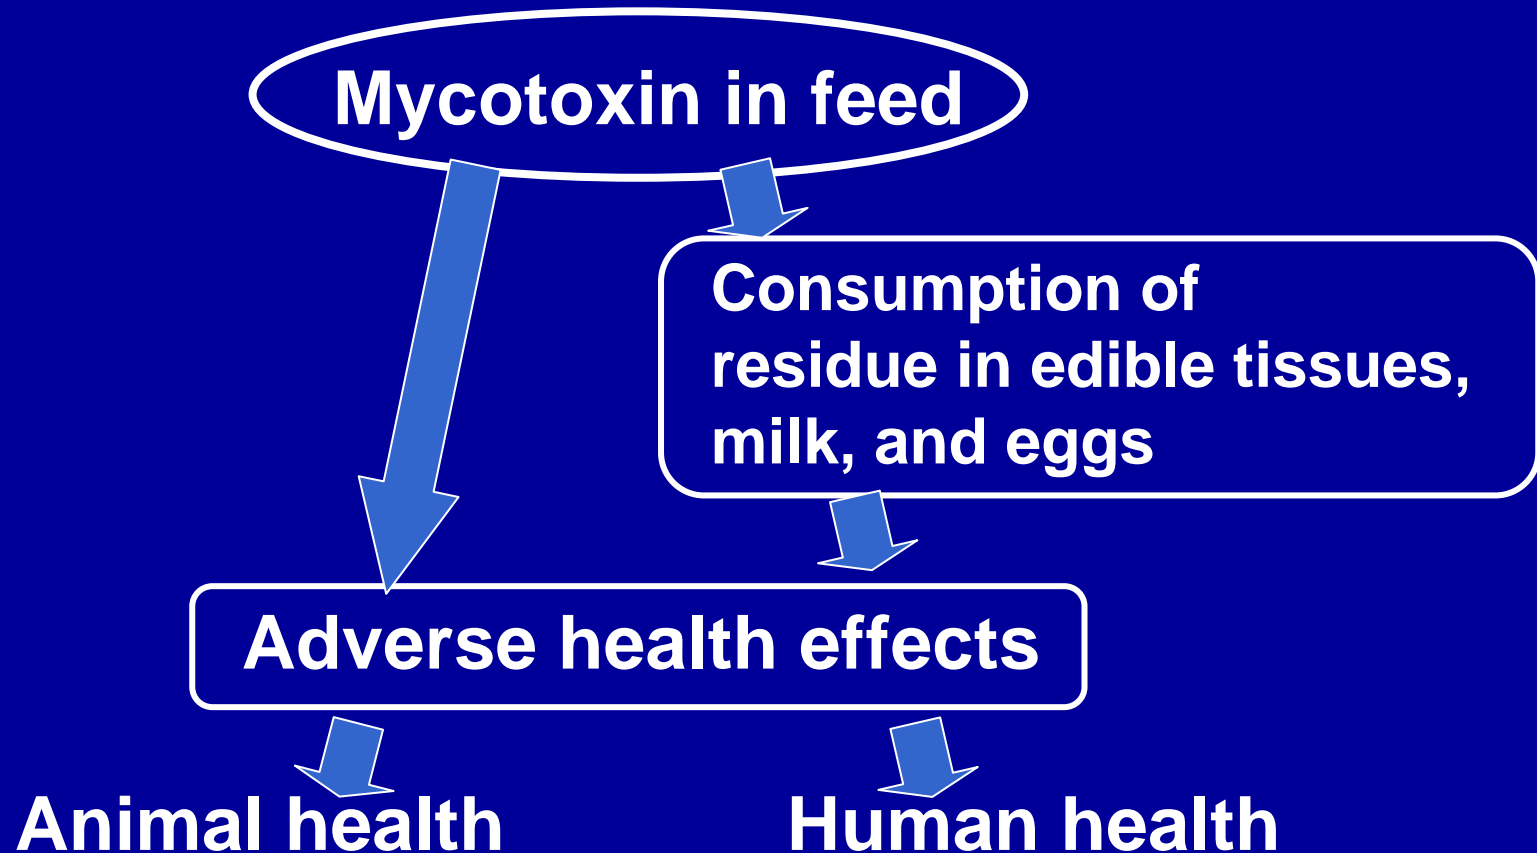 Mycotoxin in feed
Consumption of
residue in edible tissues,
milk, and eggs
Adverse health effects
Animal health
Human health